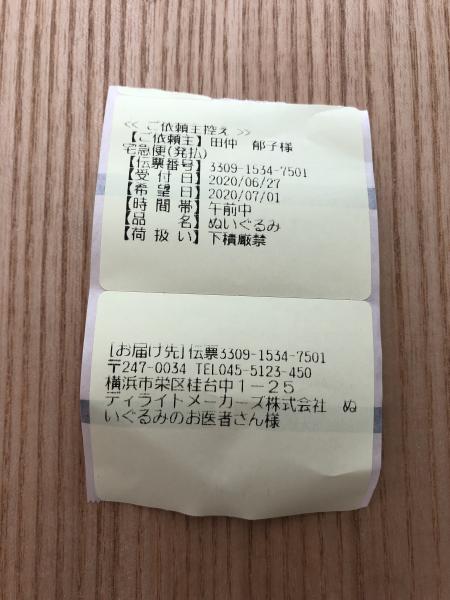 << ご依頼主控え >>
【ご依頼主】田仲 郁子様
宅急便(発払)
【伝票番号】3309-1534-7501
【受付日】2020/06/27
【希望日】2020/07/01
【時間帯】午前中
【品名】ぬいぐるみ
【荷扱い】下積厳禁
[お届け先]伝票3309-1534-7501
〒247-0034 TEL045-5123-450
横浜市栄区桂台中1－25
ディライトメーカーズ株式会社 ぬ
いぐるみのお医者さん様